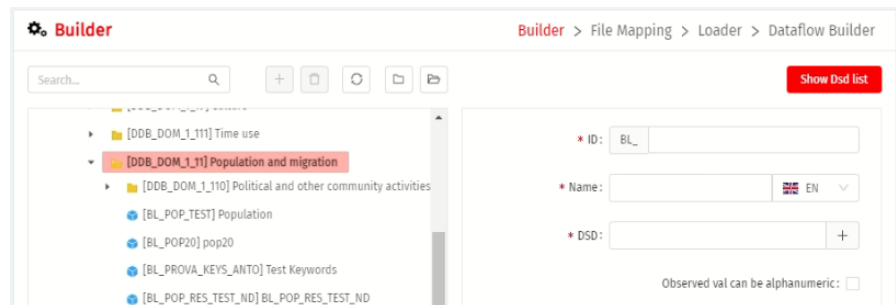 Builder
Builder > File Mapping > Loader > Dataflow Builder
Search...
Show Dsd list
[DDB_DOM_1_111] Time use
[DDB_DOM_1_11] Population and migration
[DDB_DOM_1_110] Political and other community activities
[BL_POP_TEST] Population
[BL_POP20] pop20
[BL_PROVA_KEYS_ANTO] Test Keywords
[BL_POP_RES_TEST_ND] BL_POP_RES_TEST_ND
* ID: BL_
* Name: EN
* DSD: +
Observed val can be alphanumeric: